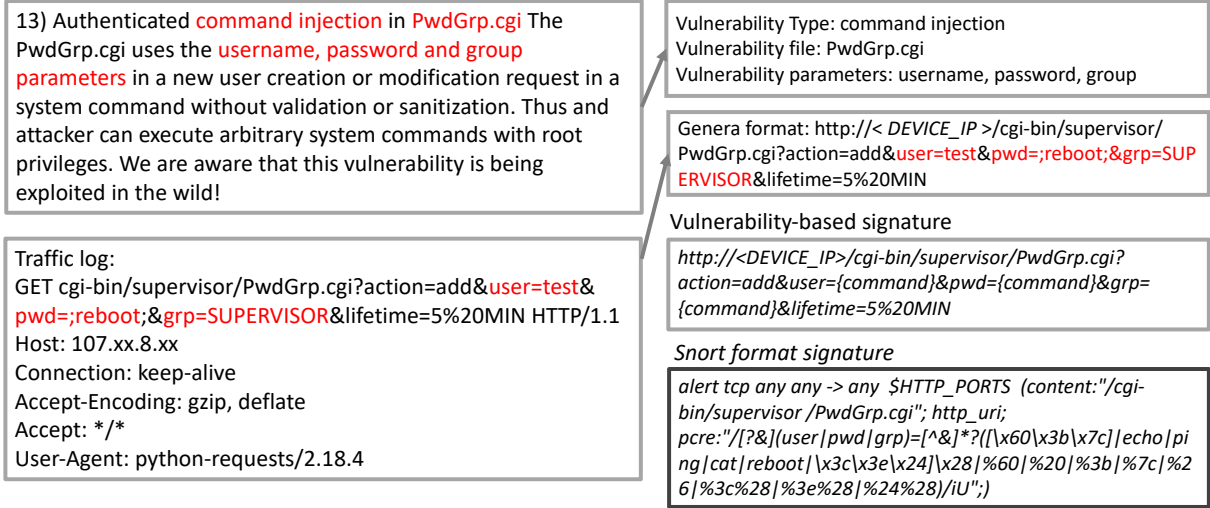 13) Authenticated command injection in PwdGrp.cgi The
PwdGrp.cgi uses the username, password and group
parameters in a new user creation or modification request in a
system command without validation or sanitization. Thus and
attacker can execute arbitrary system commands with root
privileges. We are aware that this vulnerability is being
exploited in the wild!
Traffic log:
GET cgi-bin/supervisor/PwdGrp.cgi?action=add&user=test&
pwd=;reboot;&grp=SUPERVISOR&lifetime=5%20MIN HTTP/1.1
Host: 107.xx.8.xx
Connection: keep-alive
Accept-Encoding: gzip, deflate
Accept: */*
User-Agent: python-requests/2.18.4
Vulnerability Type: command injection
Vulnerability file: PwdGrp.cgi
Vulnerability parameters: username, password, group
Genera format: http://< DEVICE_IP >/cgi-bin/supervisor/
PwdGrp.cgi?action=add&user=test&pwd=;reboot;&grp=SUP
ERVISOR&lifetime=5%20MIN
Vulnerability-based signature
http://<DEVICE_IP>/cgi-bin/supervisor/PwdGrp.cgi?
action=add&user={command}&pwd={command}&grp=
{command}&lifetime=5%20MIN
Snort format signature
alert tcp any any -> any $HTTP_PORTS (content:"/cgi-
bin/supervisor /PwdGrp.cgi"; http_uri;
pcre:"/[?&](user|pwd|grp)=[^&]*?([\x60\x3b\x7c]|echo|pi
ng|cat|reboot|\x3c\x3e\x24]\x28|%60|%20|%3b|%7c|%2
6|%3c%28|%3e%28|%24%28)/iU";)